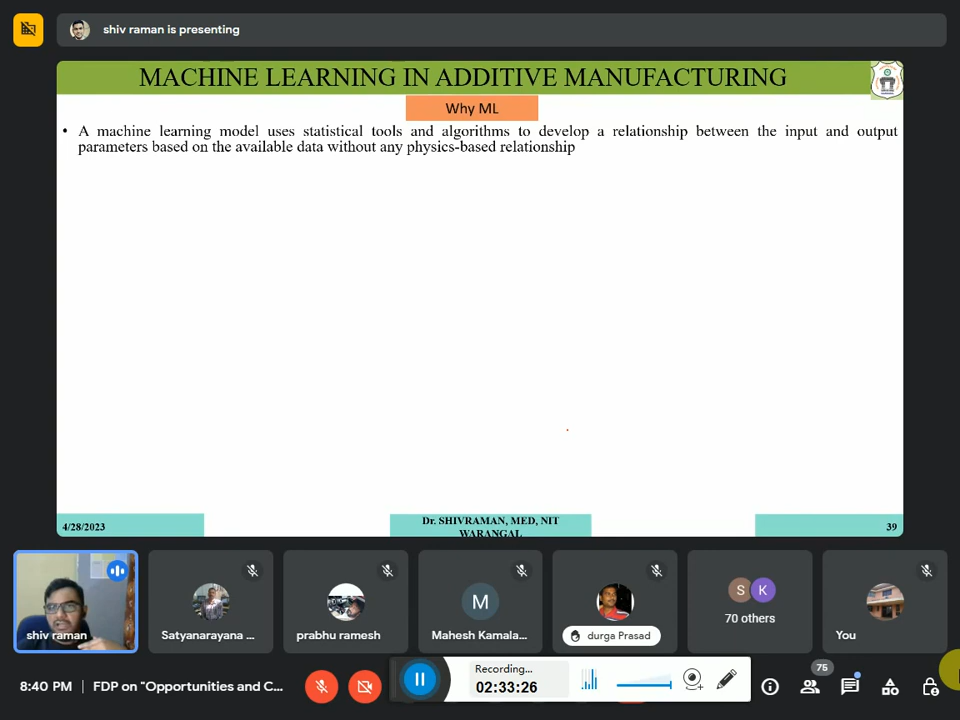 shiv raman is presenting
MACHINE LEARNING IN ADDITIVE MANUFACTURING
Why ML
• A machine learning model uses statistical tools and algorithms to develop a relationship between the input and output
parameters based on the available data without any physics-based relationship
4/28/2023
Dr. SHIVRAMAN, MED, NIT
WARANGAL
39
shiv raman
Satyanarayana ...
prabhu ramesh
M
Mahesh Kamala...
durga Prasad
S K
70 others
You
8:40 PM | FDP on "Opportunities and C...
Recording...
02:33:26
75